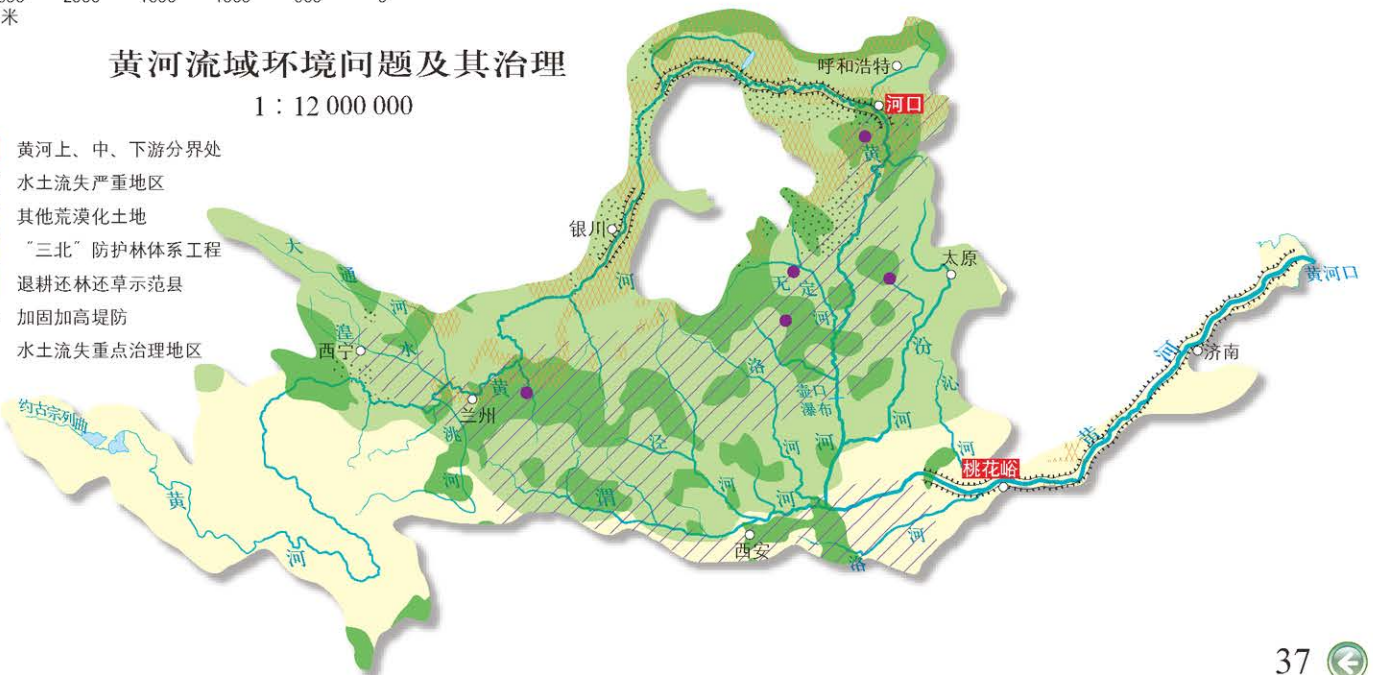 米
黄河流域环境问题及其治理
1：12 000 000
黄河上、中、下游分界处
水土流失严重地区
其他荒漠化土地
“三北”防护林体系工程
退耕还林还草示范县
加固加高堤防
水土流失重点治理地区
呼和浩特
河口
黄
银川
河
太原
大通河
无定河
黄河口
湟水
西宁
汾河
河
济南
洛河
沁河
黄
兰州
壶口
瀑布
约古宗列曲
洮河
泾河
河
黄
桃花峪
黄
渭河
河
西安
洛河
37